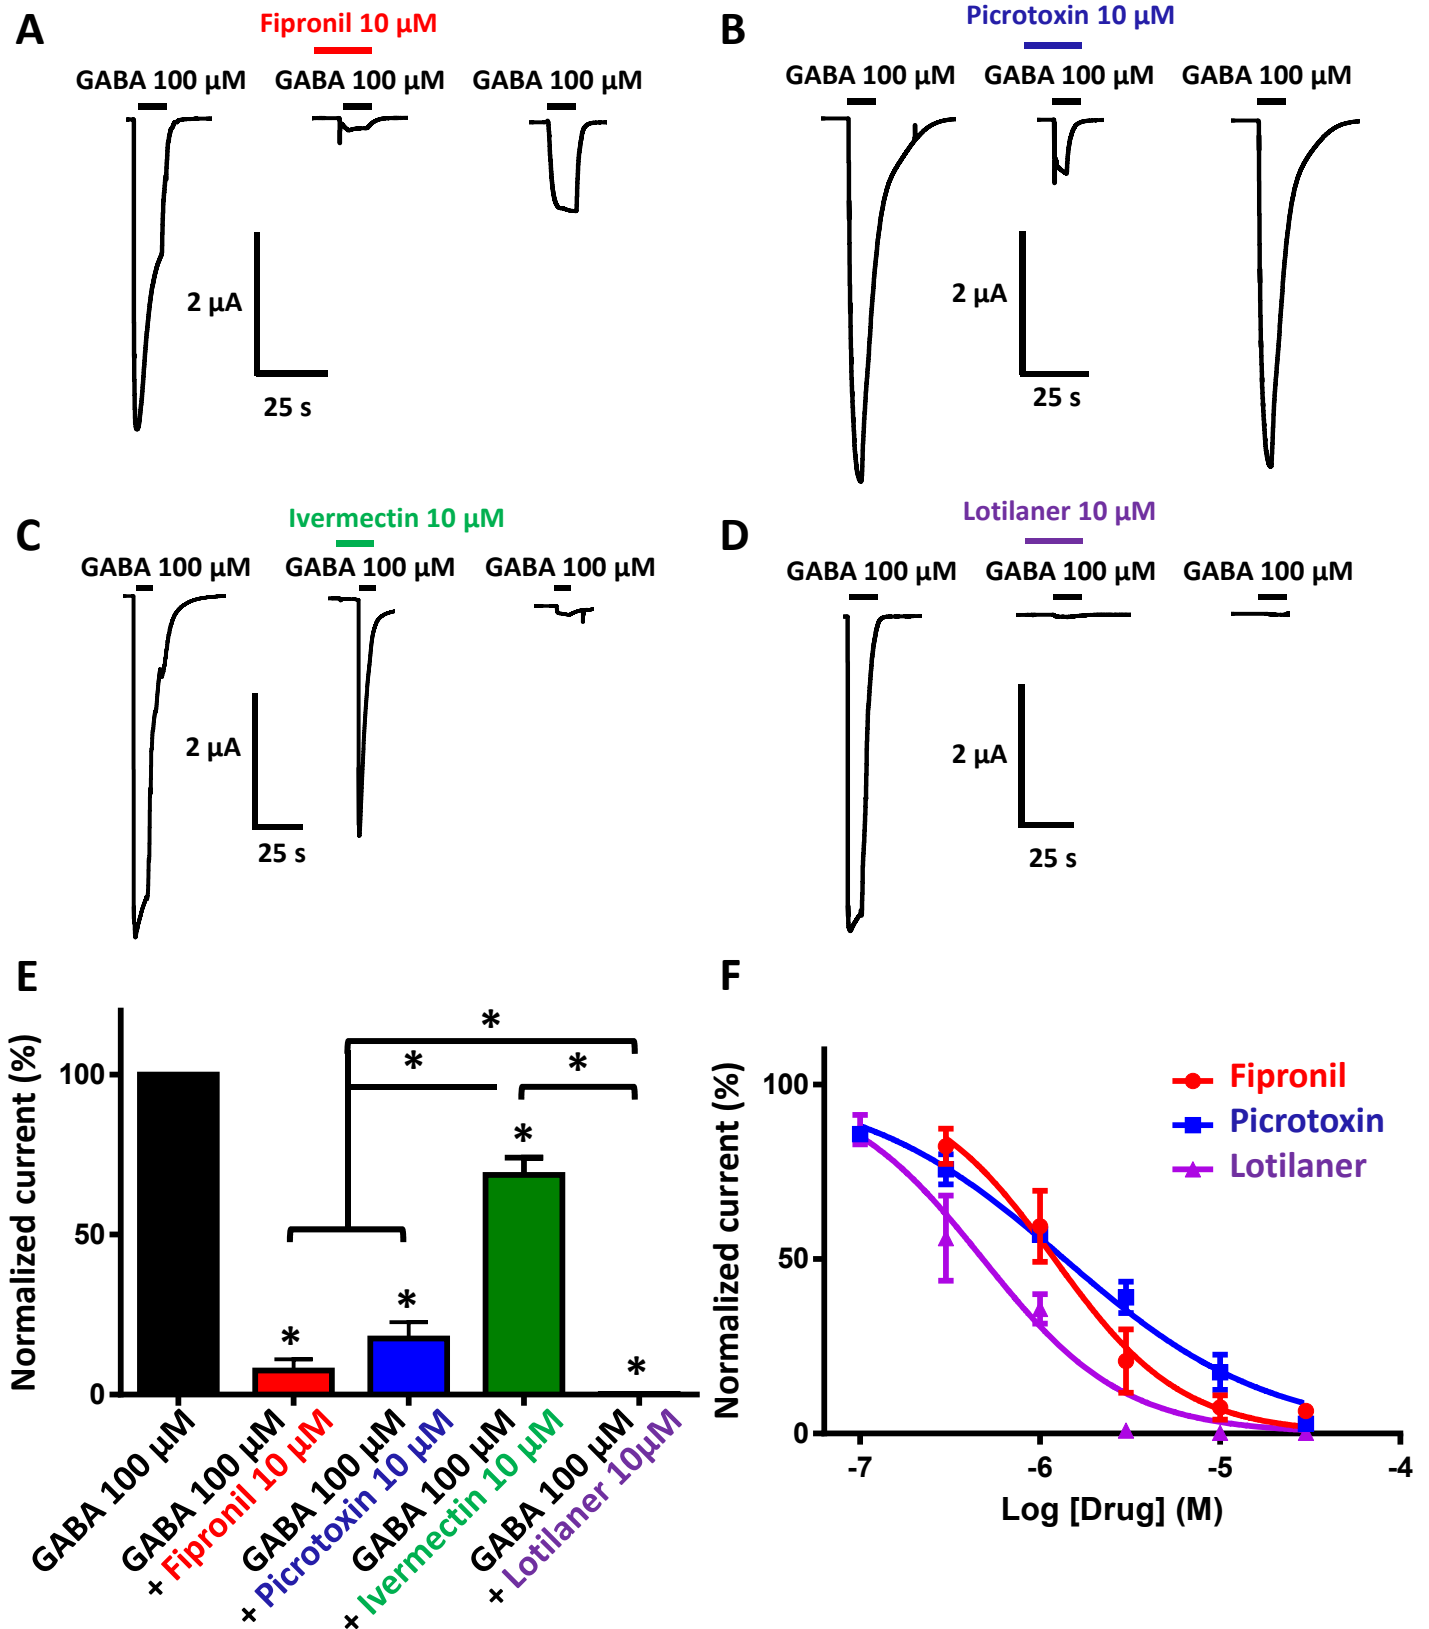 A
Fipronil 10 µM
GABA 100 µM GABA 100 µM GABA 100 µM
2 µA
25 s
B
Picrotoxin 10 µM
GABA 100 µM GABA 100 µM GABA 100 µM
2 µA
25 s
C
Ivermectin 10 µM
GABA 100 µM GABA 100 µM GABA 100 µM
2 µA
25 s
D
Lotilaner 10 µM
GABA 100 µM GABA 100 µM GABA 100 µM
2 µA
25 s
E
Normalized current (%)
100
50
0
*
* *
*
*
*
*
GABA 100 µM
GABA 100 µM
+ Fipronil 10 µM
GABA 100 µM
+ Picrotoxin 10 µM
GABA 100 µM
+ Ivermectin 10 µM
GABA 100 µM
+ Lotilaner 10µM
F
Normalized current (%)
100
50
0
Fipronil
Picrotoxin
Lotilaner
-7 -6 -5 -4
Log [Drug] (M)